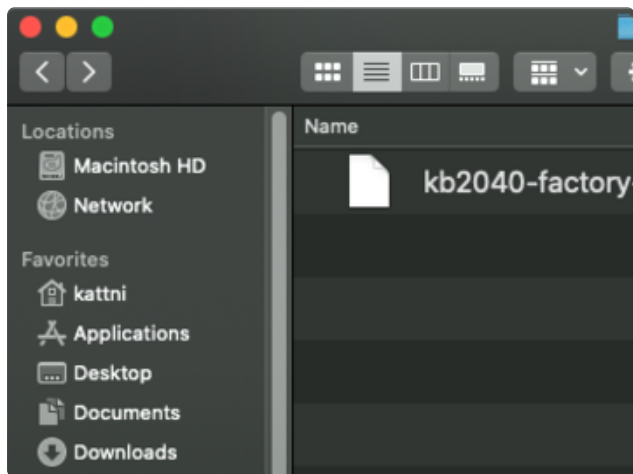 Locations
Macintosh HD
Network
Favorites
kattni
Applications
Desktop
Documents
Downloads
Name
kb2040-factory-